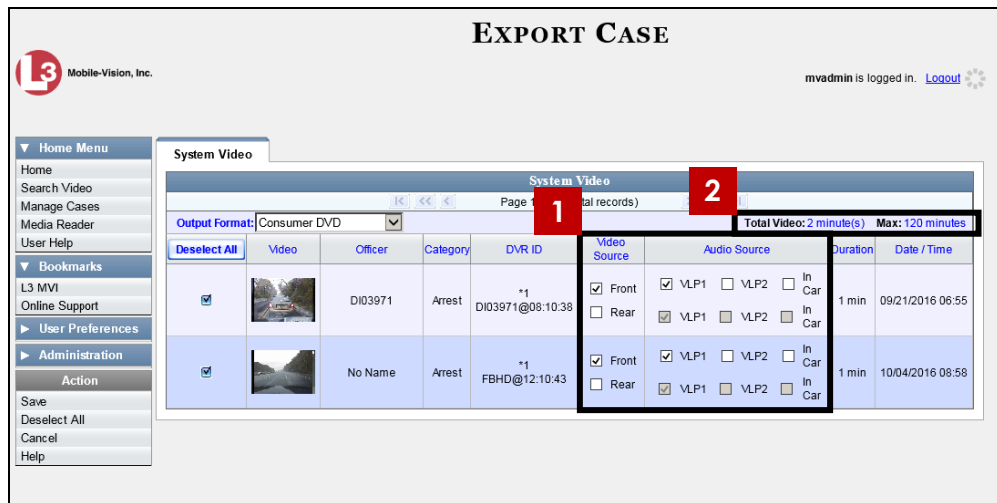 EXPORT CASE
L3 Mobile-Vision, Inc.
mvadmin is logged in. Logout
Home Menu
Home
Search Video
Manage Cases
Media Reader
User Help
Bookmarks
L3 MVI
Online Support
User Preferences
Administration
Action
Save
Deselect All
Cancel
Help
System Video
System Video
Page tal records)
1
2
Output Format: Consumer DVD
Total Video: 2 minute(s) Max: 120 minutes
Deselect All Video Officer Category DVR ID Video Source Audio Source Duration Date / Time
DI03971 Arrest *1 DI03971@08:10:38 Front VLP1 VLP2 In Car 1 min 09/21/2016 06:55
Rear VLP1 VLP2 In Car
No Name Arrest *1 FBHD@12:10:43 Front VLP1 VLP2 In Car 1 min 10/04/2016 08:58
Rear VLP1 VLP2 In Car